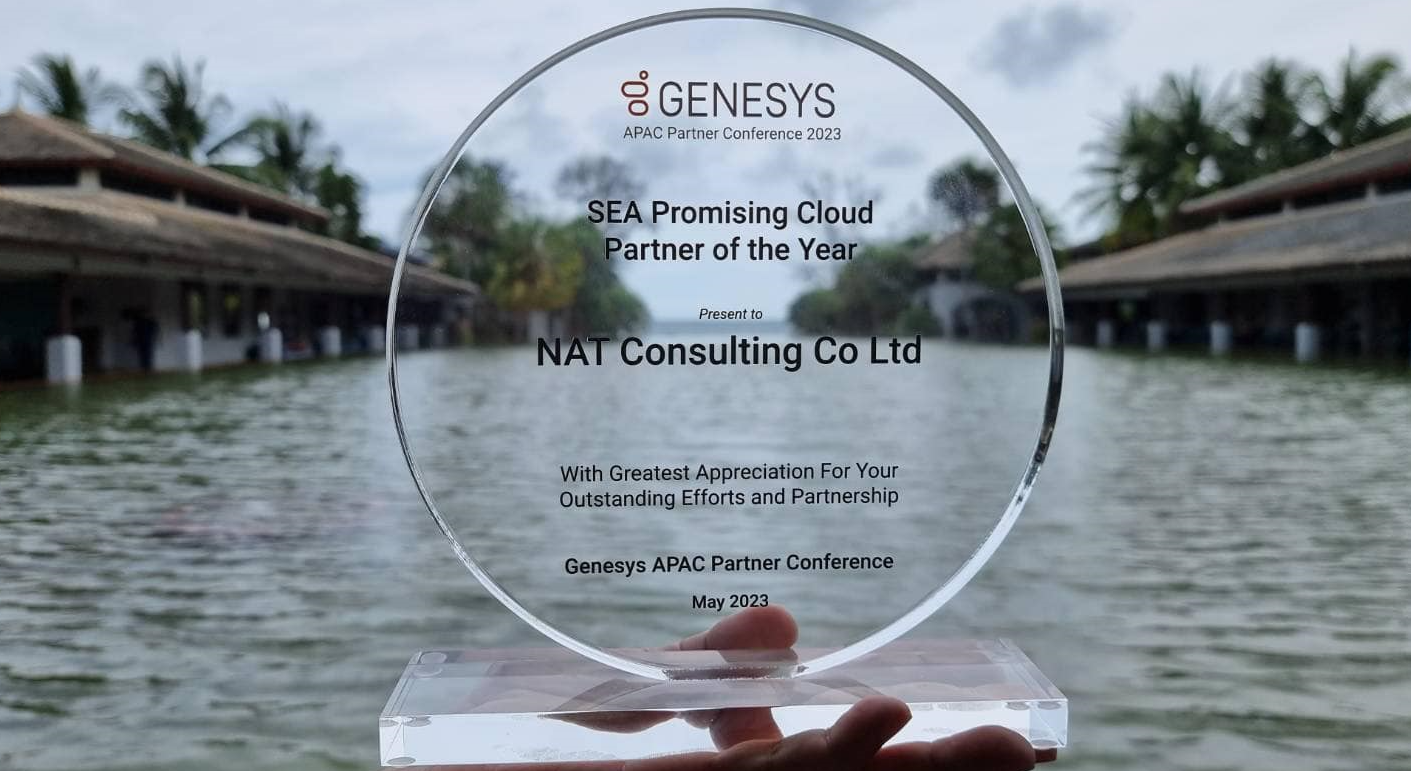 GENESYS
APAC Partner Conference 2023
SEA Promising Cloud
Partner of the Year
Present to
NAT Consulting Co Ltd
With Greatest Appreciation For Your
Outstanding Efforts and Partnership
Genesys APAC Partner Conference
May 2023